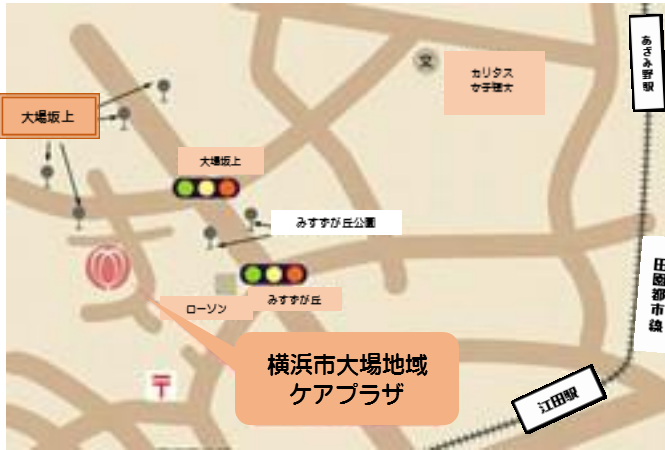 あざみ野駅
文
カリタス
女子短大
大場坂上
大場坂上
みすずが丘公園
田園都市線
みすずが丘
ローソン
横浜市大場地域
ケアプラザ
〒
江田駅